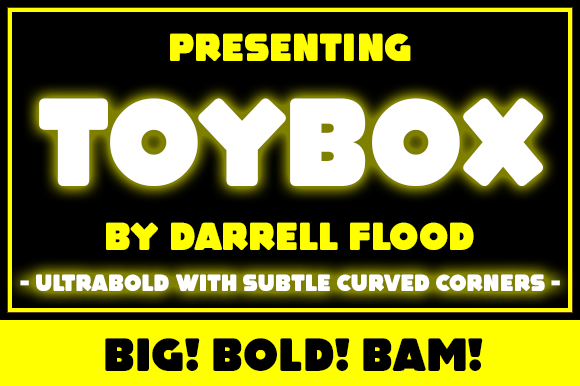 PRESENTING
TOYBOX
BY DARRELL FLOOD
- ULTRABOLD WITH SUBTLE CURVED CORNERS -
BIG! BOLD! BAM!